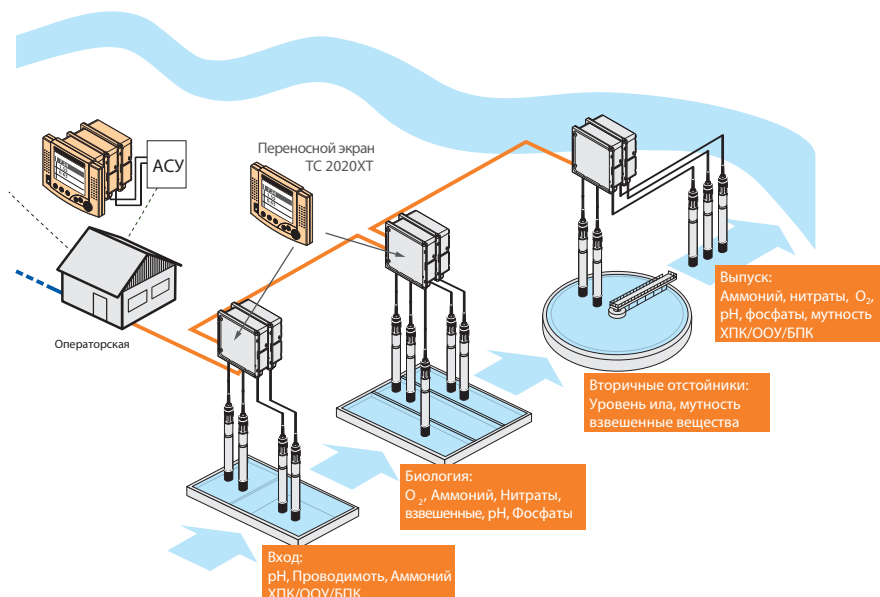 АСУ
Переносной экран
TC 2020XT
Операторская
Выпуск:
Аммоний, нитраты, O₂,
pH, фосфаты, мутность
ХПК/ООУ/БПК
Вторичные отстойники:
Уровень ила, мутность
взвешенные вещества
Биология:
O₂, Аммоний, Нитраты,
взвешенные, pH, Фосфаты
Вход:
pH, Проводимоть, Аммоний
ХПК/ООУ/БПК